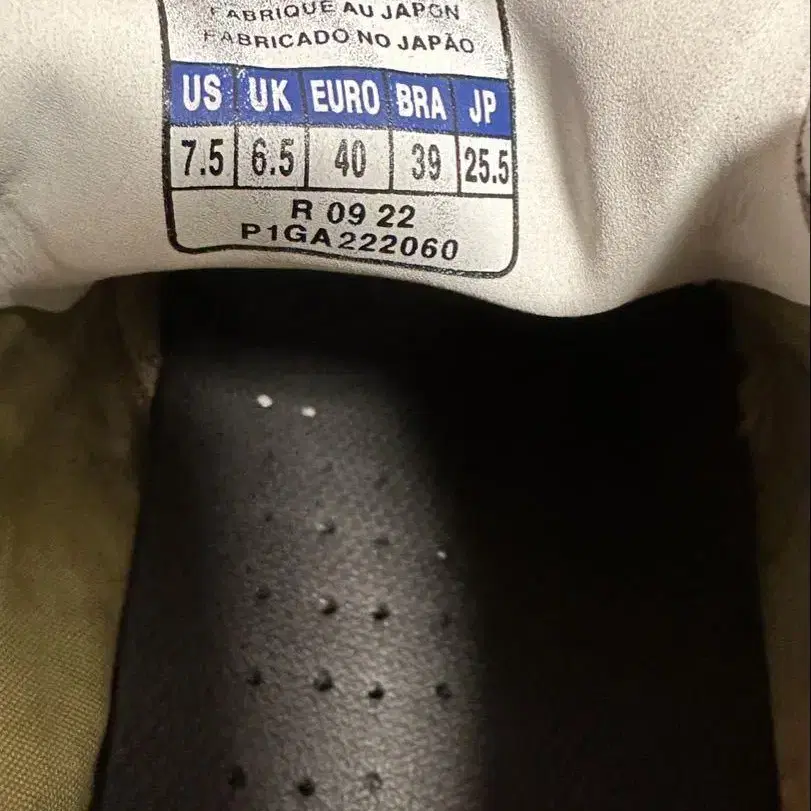 FABRIQUÉ AU JAPON
FABRICADO NO JAPÃO
US UK EURO BRA JP
7.5 6.5 40 39 25.5
R 09 22
P1GA222060